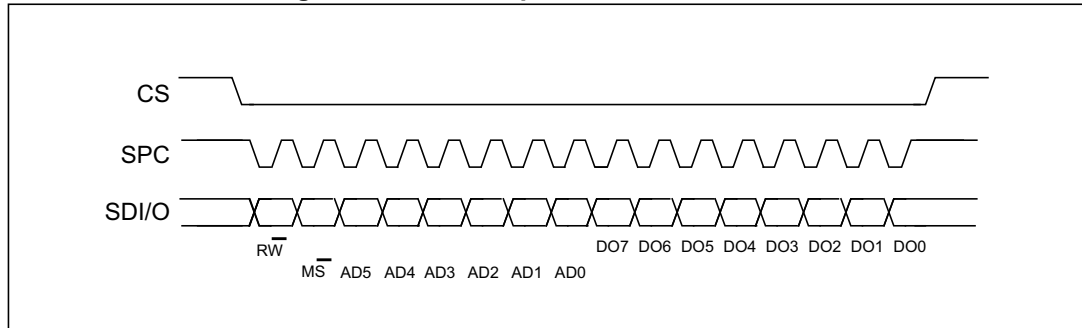 CS
SPC
SDI/O
RW̅ DO7 DO6 DO5 DO4 DO3 DO2 DO1 DO0
MS̅ AD5 AD4 AD3 AD2 AD1 AD0